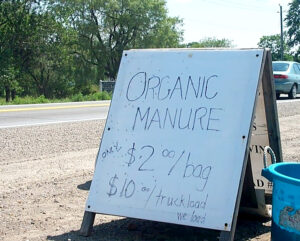 ORGANIC
MANURE
$2 00/bag
$10 00/truckload
we load